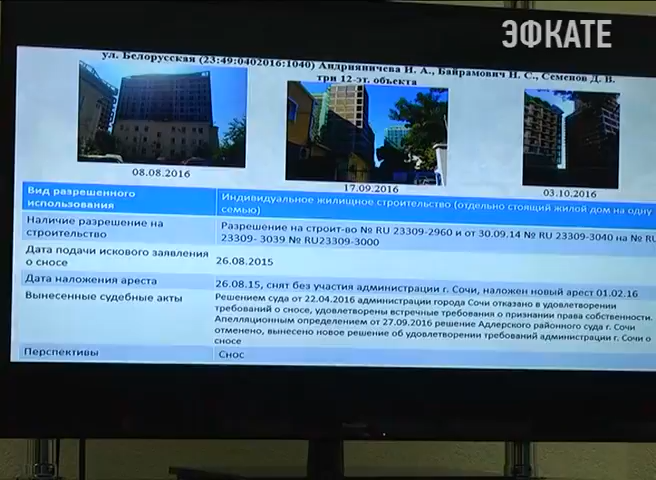 ЭФКАТЕ
ул. Белорусская (23:49:0402016:1040) Андрияничева И. А., Байрамович Н. С., Семенов Д. В.
три 12-эт. объекта
08.08.2016
17.09.2016
03.10.2016
Вид разрешенного использования
Индивидуальное жилищное строительство (отдельно стоящий жилой дом на одну семью)
Наличие разрешение на строительство
Разрешение на строит-во № RU 23309-2960 и от 30.09.14 № RU 23309-3040 на № RU
23309- 3039 № RU23309-3000
Дата подачи искового заявления о сносе
26.08.2015
Дата наложения ареста
26.08.15, снят без участия администрации г. Сочи, наложен новый арест 01.02.16
Вынесенные судебные акты
Решением суда от 22.04.2016 администрации города Сочи отказано в удовлетворении
требований о сносе, удовлетворены встречные требования о признании права собственности.
Апелляционным определением от 27.09.2016 решение Адлерского районного суда г. Сочи
отменено, вынесено новое решение об удовлетворении требований администрации г. Сочи о
сносе
Перспективы
Снос